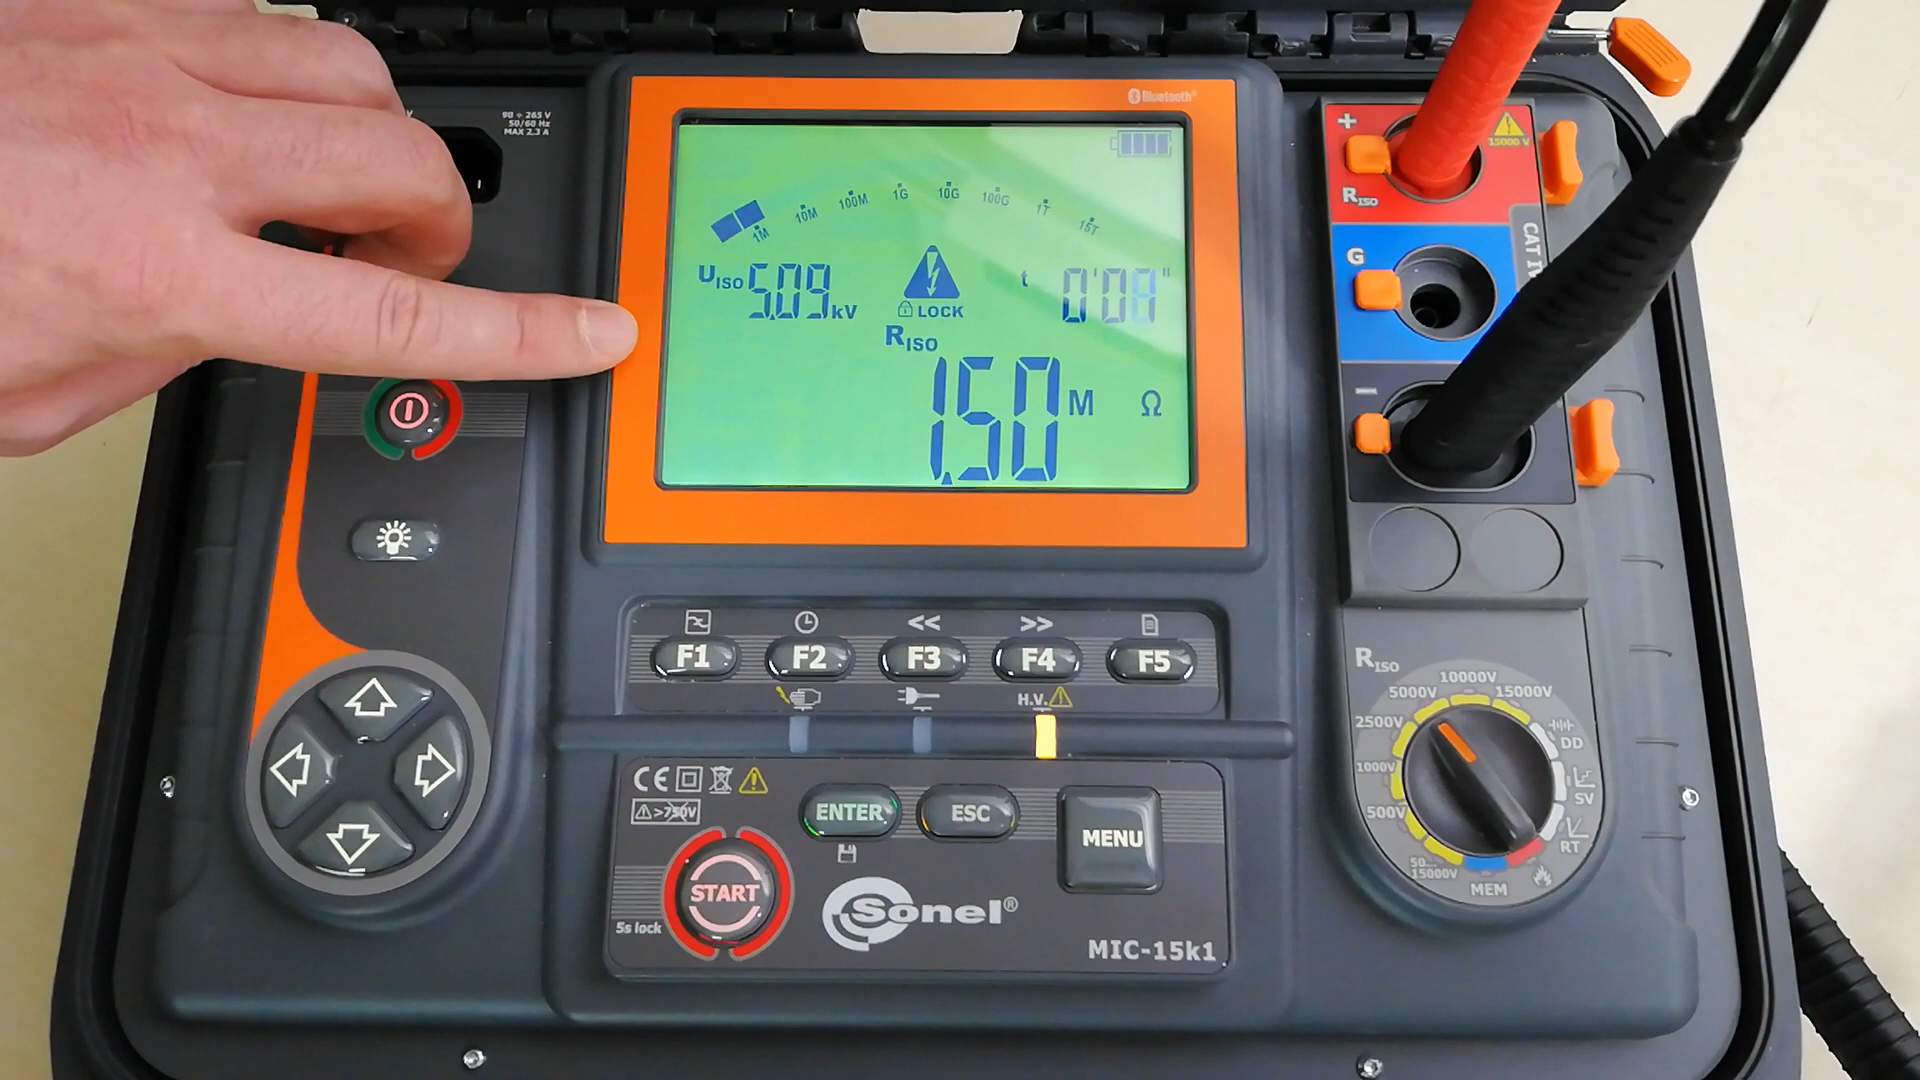 90 ÷ 265 V
50/60 Hz
MAX 2.3 A
Bluetooth®
1M 10M 100M 1G 10G 100G 1T 15T
UISO 5.09 kV
LOCK
t 0'08"
RISO
1.50 M Ω
+
15000 V
RISO
G
CAT IV
−
F1 F2 F3 F4 F5
<< >>
H.V.
CE
>750V
ENTER
ESC
MENU
START
5s lock
Sonel®
MIC-15k1
RISO
10000V
5000V
15000V
2500V
DD
1000V
SV
500V
RT
50...
15000V
MEM